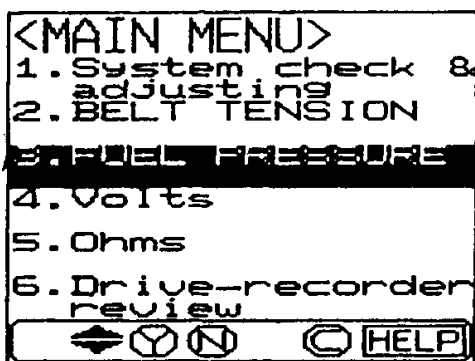 <MAIN MENU>
1.System check &
adjusting
2.BELT TENSION
3.FUEL PRESSURE
4.Volts
5.Ohms
6.Drive-recorder
review
Y N C HELP